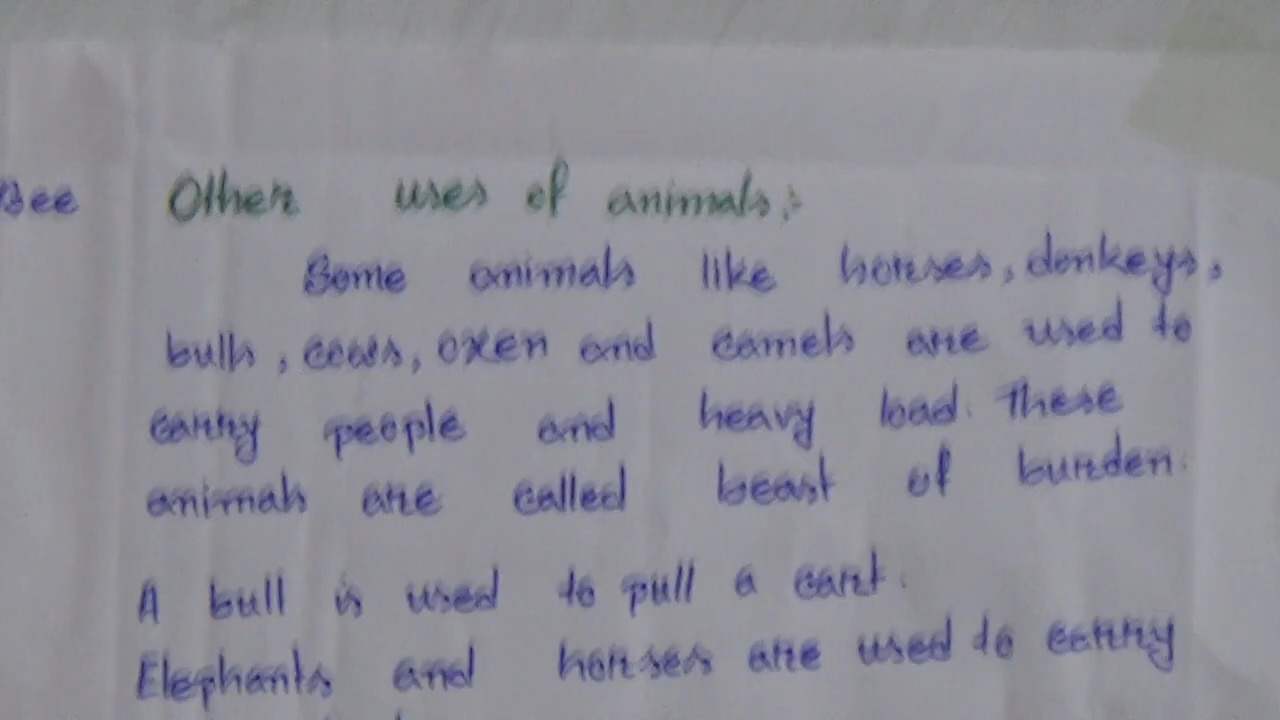 Bee
Other uses of animals:-
Some animals like horses, donkeys,
bulls, cows, oxen and camels are used to
carry people and heavy load. These
animals are called beast of burden.
A bull is used to pull a cart.
Elephants and horses are used to carry